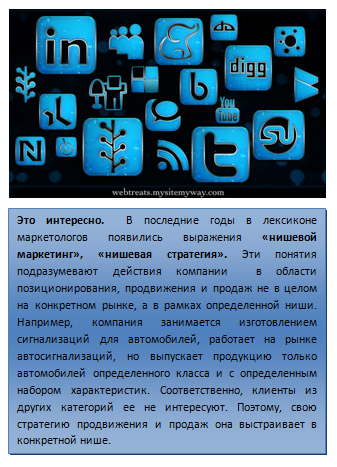 in
digg
b
You
Tube
t
N
webtreats.mysitemyway.com
Это интересно. В последние годы в лексиконе
маркетологов появились выражения «нишевой
маркетинг», «нишевая стратегия». Эти понятия
подразумевают действия компании в области
позиционирования, продвижения и продаж не в целом
на конкретном рынке, а в рамках определенной ниши.
Например, компания занимается изготовлением
сигнализаций для автомобилей, работает на рынке
автосигнализаций, но выпускает продукцию только
автомобилей определенного класса и с определенным
набором характеристик. Соответственно, клиенты из
других категорий ее не интересуют. Поэтому, свою
стратегию продвижения и продаж она выстраивает в
конкретной нише.